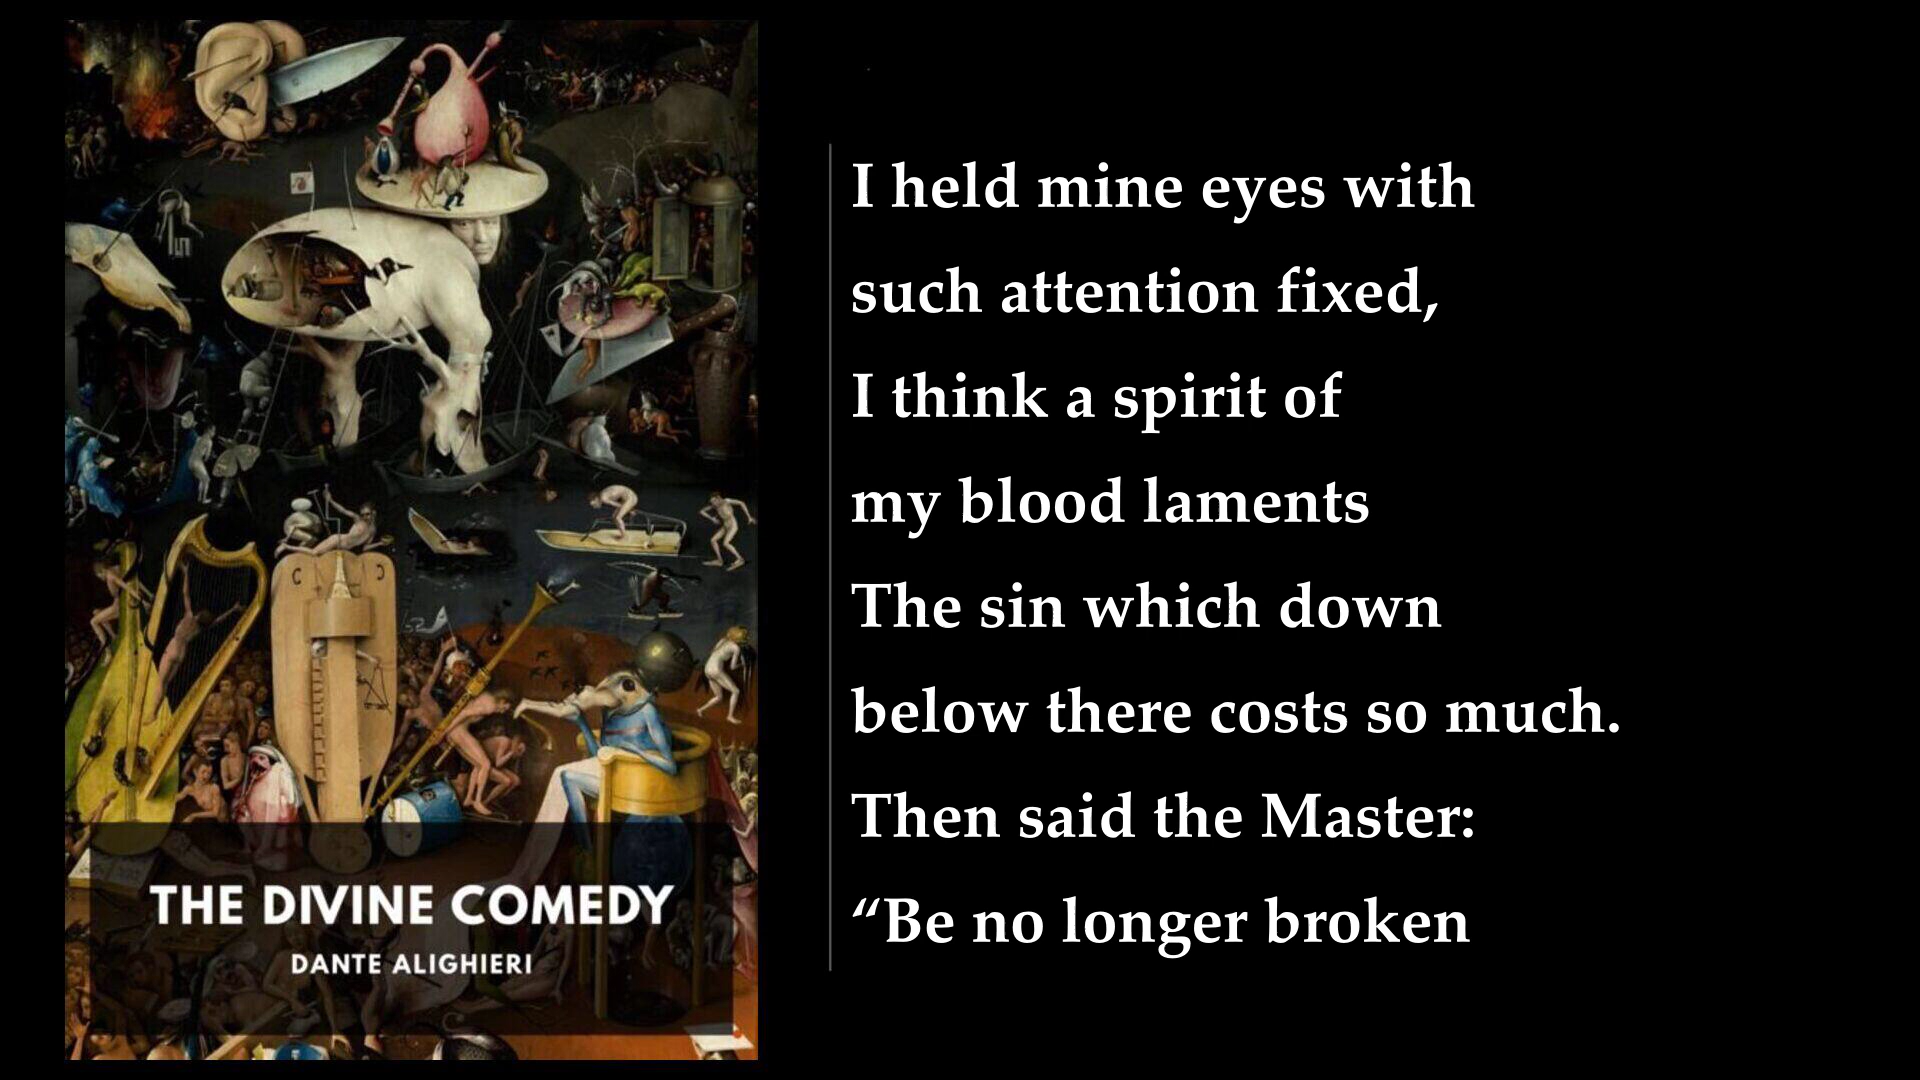 THE DIVINE COMEDY
DANTE ALIGHIERI
I held mine eyes with
such attention fixed,
I think a spirit of
my blood laments
The sin which down
below there costs so much.
Then said the Master:
“Be no longer broken